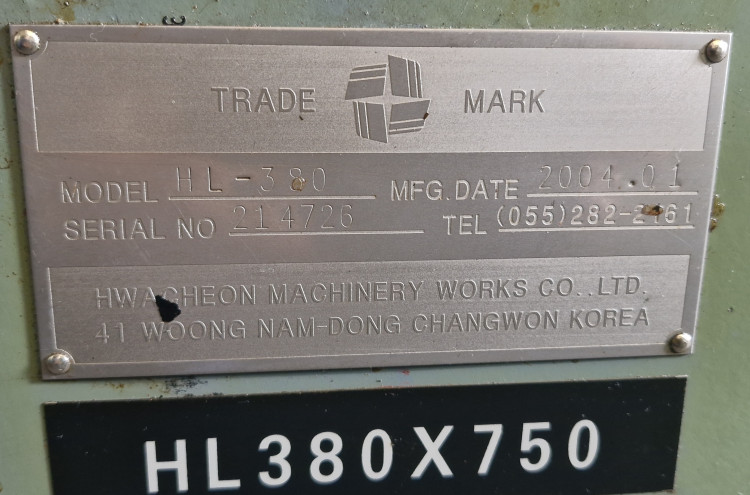 TRADE MARK
MODEL HL-380 MFG.DATE 2004.01
SERIAL NO 214726 TEL (055)282-2161
HWACHEON MACHINERY WORKS CO.,LTD.
41 WOONG NAM-DONG CHANGWON KOREA
HL380X750